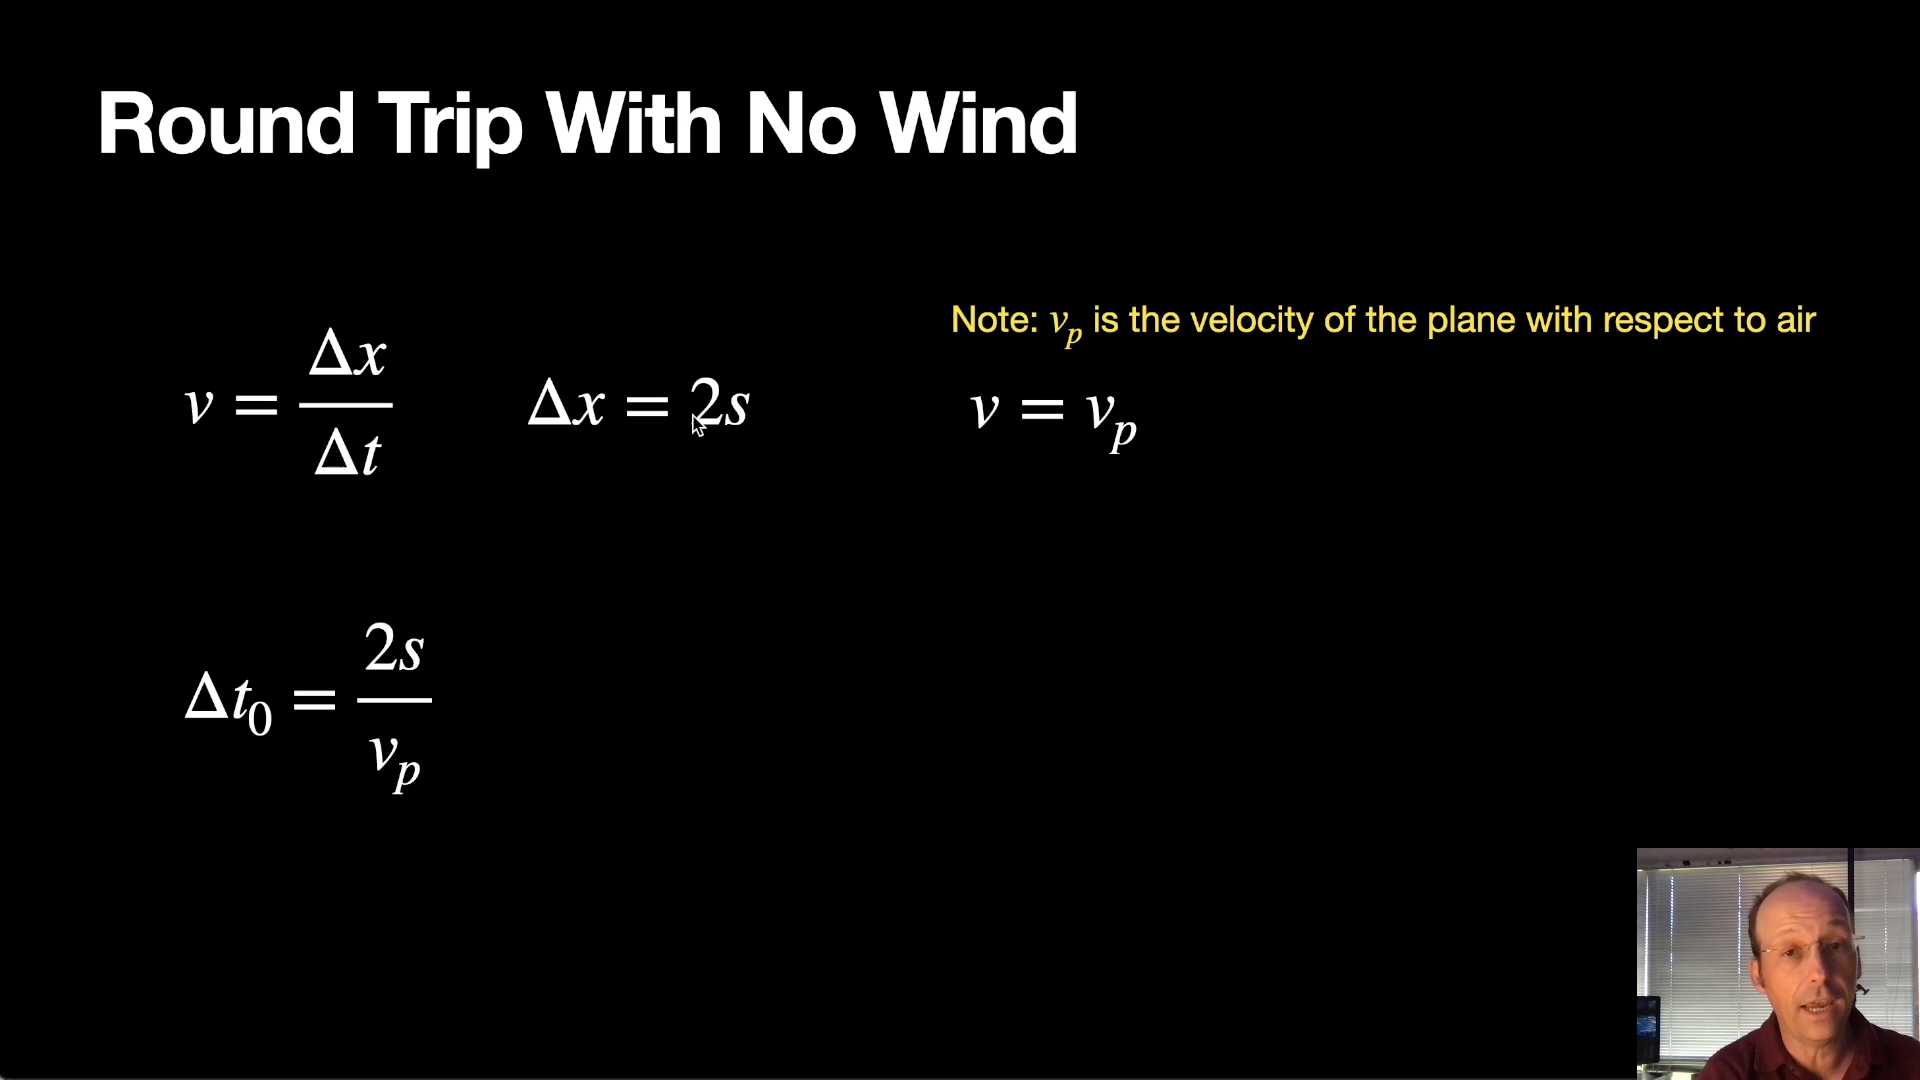 Round Trip With No Wind
Note: v_p is the velocity of the plane with respect to air
v = Δx / Δt
Δx = 2s
v = v_p
Δt_0 = 2s / v_p